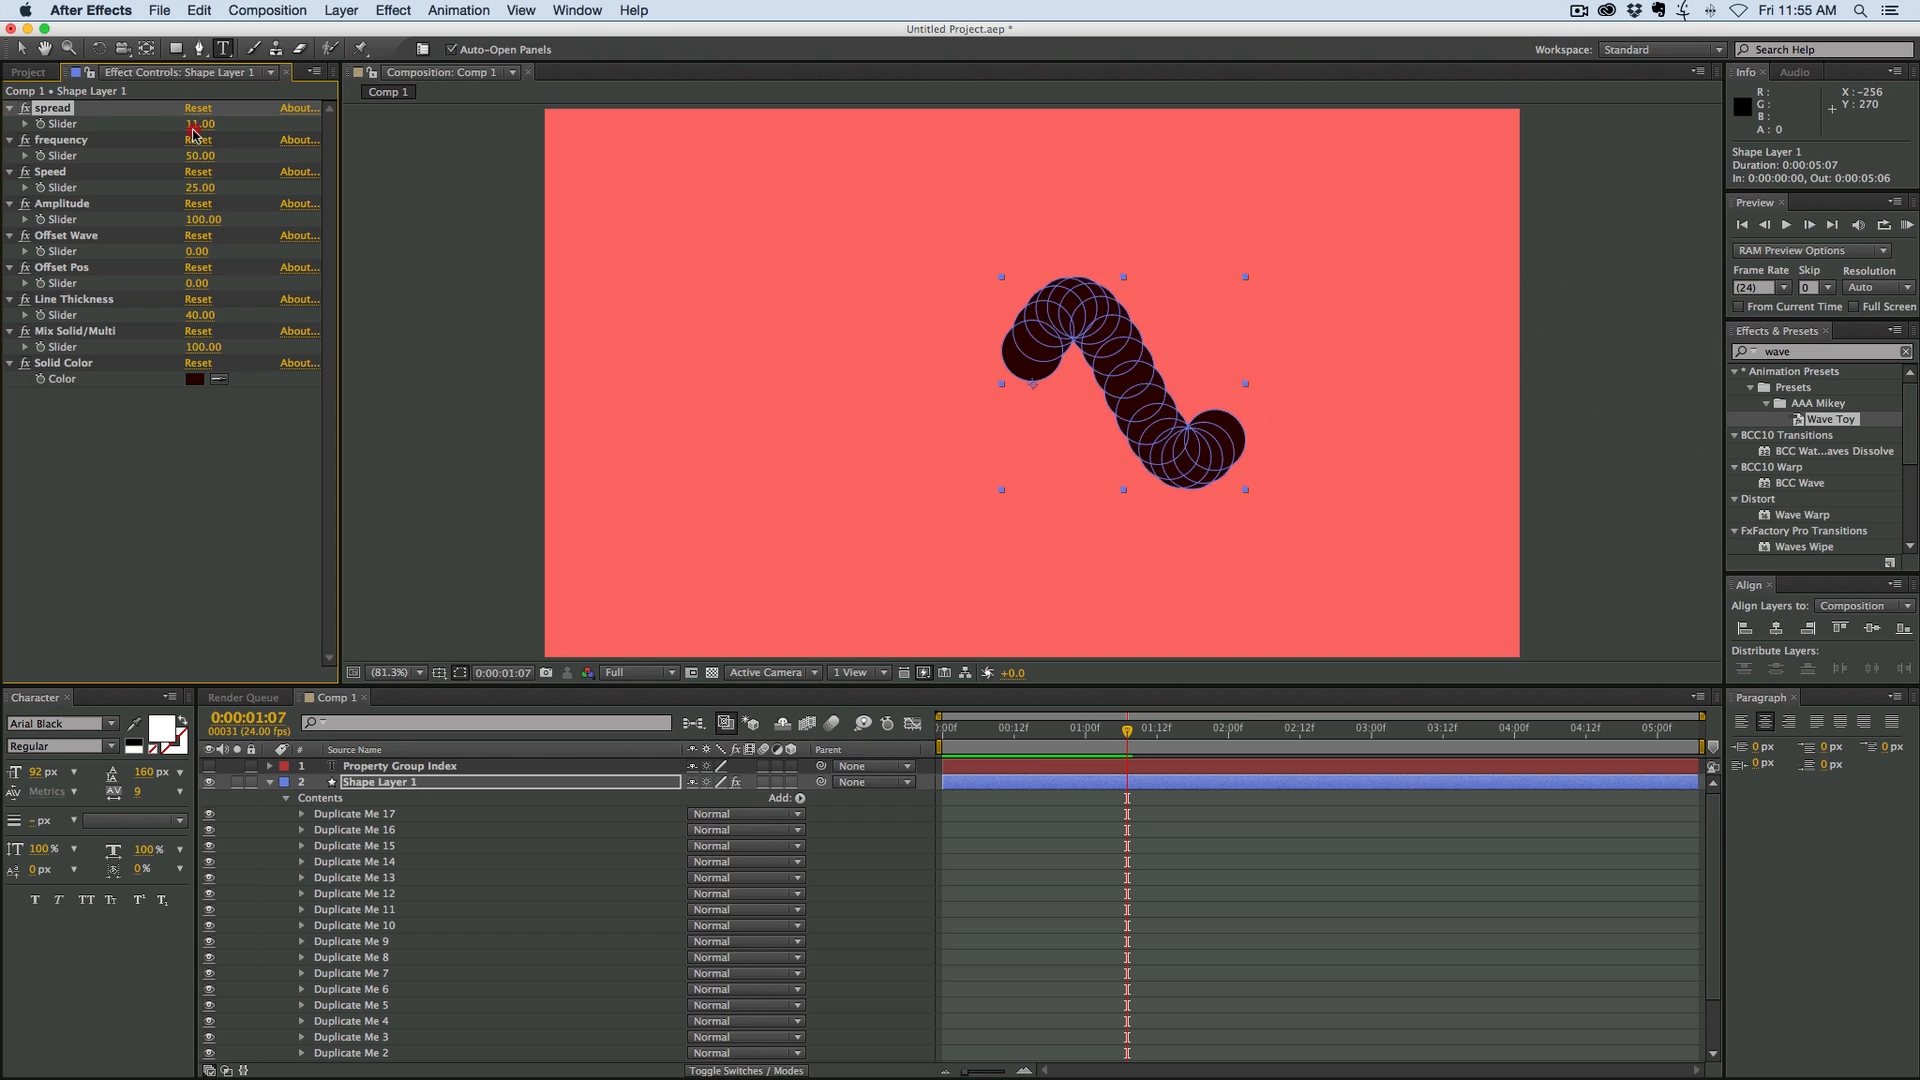 After Effects File Edit Composition Layer Effect Animation View Window Help Fri 11:55 AM
Untitled Project.aep *
Auto-Open Panels Workspace: Standard Search Help
Project Effect Controls: Shape Layer 1 Composition: Comp 1 Info Audio
Comp 1 • Shape Layer 1 Comp 1
spread Reset About...
Slider 11.00
frequency Reset About...
Slider 50.00
Speed Reset About...
Slider 25.00
Amplitude Reset About...
Slider 100.00
Offset Wave Reset About...
Slider 0.00
Offset Pos Reset About...
Slider 0.00
Line Thickness Reset About...
Slider 40.00
Mix Solid/Multi Reset About...
Slider 100.00
Solid Color Reset About...
Color
R : X : -256
G : Y : 270
B :
A : 0
Shape Layer 1
Duration: 0:00:05:07
In: 0:00:00:00, Out: 0:00:05:06
Preview
RAM Preview Options
Frame Rate Skip Resolution
(24) 0 Auto
From Current Time Full Screen
Effects & Presets
wave
* Animation Presets
Presets
AAA Mikey
Wave Toy
BCC10 Transitions
BCC Wat...aves Dissolve
BCC10 Warp
BCC Wave
Distort
Wave Warp
FxFactory Pro Transitions
Waves Wipe
Align
Align Layers to: Composition
Distribute Layers:
(81.3%) 0:00:01:07 Full Active Camera 1 View +0.0
Character Render Queue Comp 1 Paragraph
Arial Black
Regular
92 px 160 px
Metrics 9
- px
100 % 100 %
0 px 0 %
T T TT Tt T¹ T₁
0:00:01:07
00031 (24.00 fps)
:00f 00:12f 01:00f 01:12f 02:00f 02:12f 03:00f 03:12f 04:00f 04:12f 05:00f
# Source Name fx Parent
1 T Property Group Index None
2 Shape Layer 1 fx None
Contents Add:
Duplicate Me 17 Normal
Duplicate Me 16 Normal
Duplicate Me 15 Normal
Duplicate Me 14 Normal
Duplicate Me 13 Normal
Duplicate Me 12 Normal
Duplicate Me 11 Normal
Duplicate Me 10 Normal
Duplicate Me 9 Normal
Duplicate Me 8 Normal
Duplicate Me 7 Normal
Duplicate Me 6 Normal
Duplicate Me 5 Normal
Duplicate Me 4 Normal
Duplicate Me 3 Normal
Duplicate Me 2 Normal
Toggle Switches / Modes
0 px 0 px 0 px
0 px 0 px